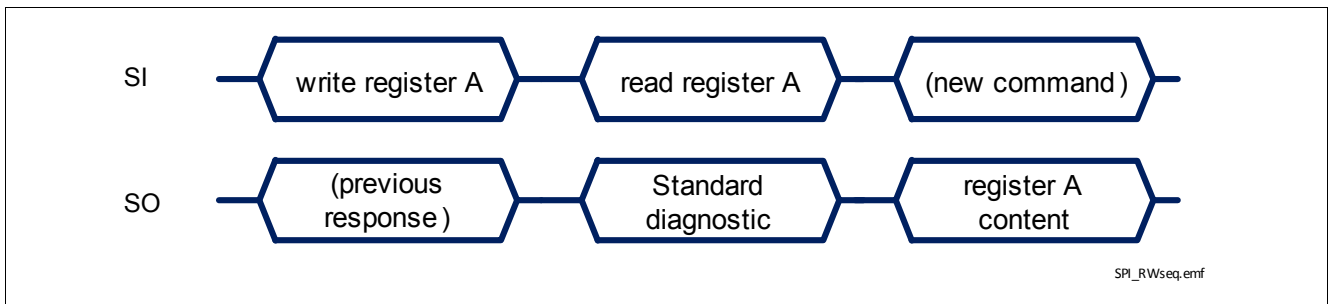 SI
write register A
read register A
(new command)
SO
(previous
response)
Standard
diagnostic
register A
content
SPI_RWseq.emf